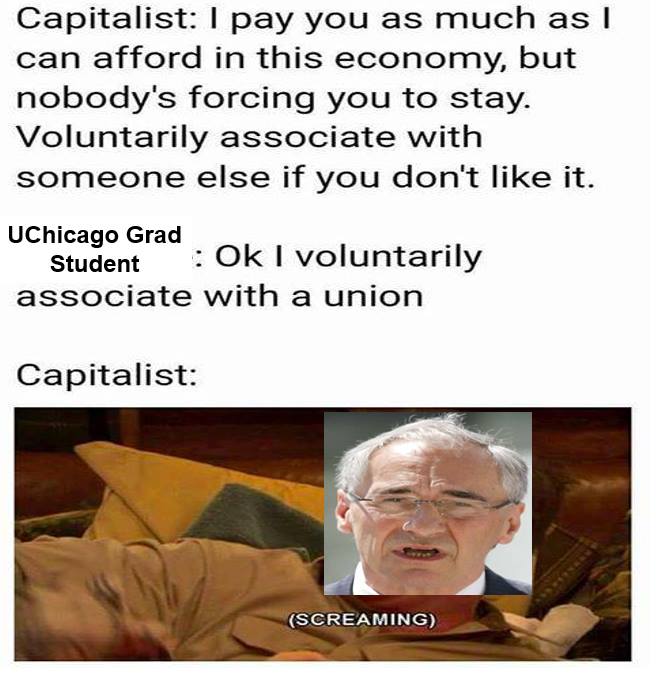 Capitalist: I pay you as much as I
can afford in this economy, but
nobody's forcing you to stay.
Voluntarily associate with
someone else if you don't like it.
UChicago Grad
Student : Ok I voluntarily
associate with a union
Capitalist:
(SCREAMING)